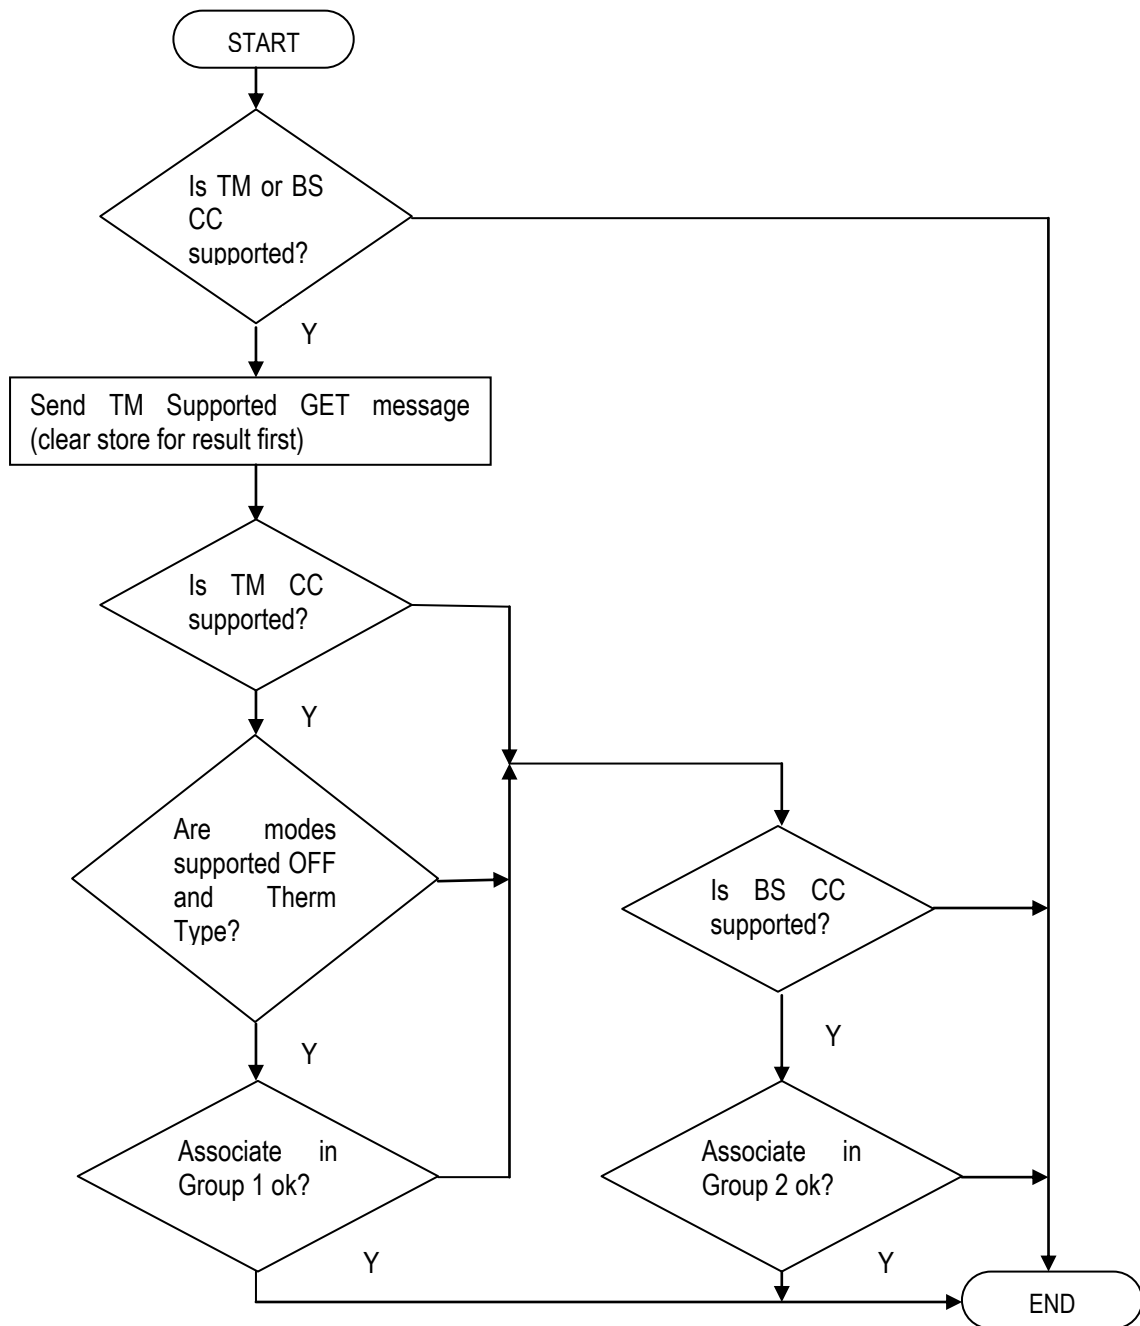 START
Is TM or BS
CC
supported?
Y
Send TM Supported GET message
(clear store for result first)
Is TM CC
supported?
Y
Are modes
supported OFF
and Therm
Type?
Y
Associate in
Group 1 ok?
Y
Is BS CC
supported?
Y
Associate in
Group 2 ok?
Y
END